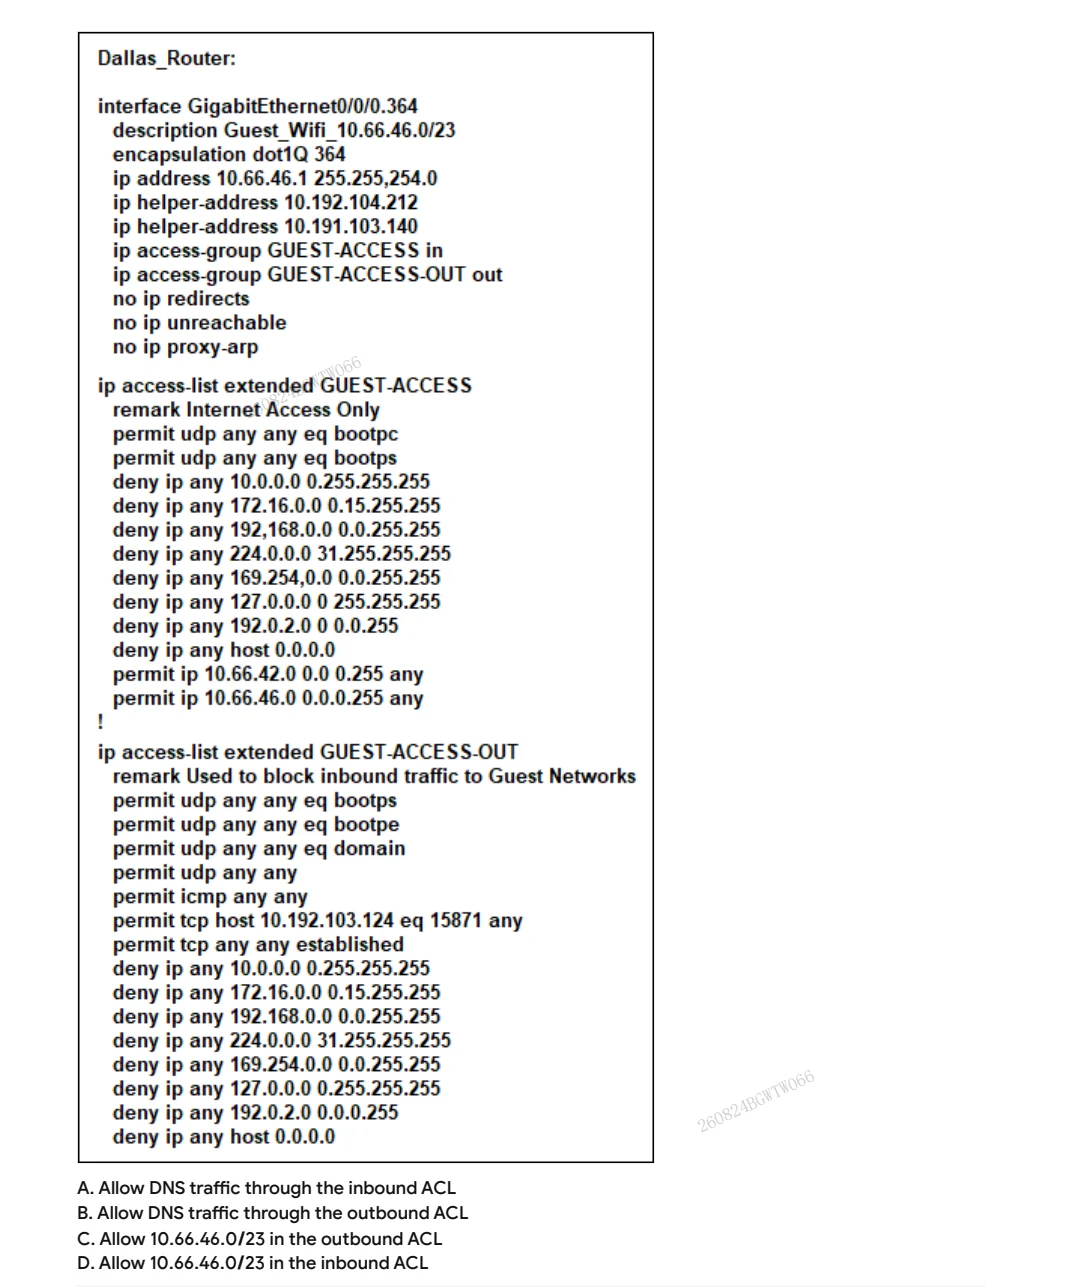 Dallas_Router:
interface GigabitEthernet0/0/0.364
description Guest_Wifi_10.66.46.0/23
encapsulation dot1Q 364
ip address 10.66.46.1 255.255,254.0
ip helper-address 10.192.104.212
ip helper-address 10.191.103.140
ip access-group GUEST-ACCESS in
ip access-group GUEST-ACCESS-OUT out
no ip redirects
no ip unreachable
no ip proxy-arp
ip access-list extended GUEST-ACCESS
remark Internet Access Only
permit udp any any eq bootpc
permit udp any any eq bootps
deny ip any 10.0.0.0 0.255.255.255
deny ip any 172.16.0.0 0.15.255.255
deny ip any 192,168.0.0 0.0.255.255
deny ip any 224.0.0.0 31.255.255.255
deny ip any 169.254,0.0 0.0.255.255
deny ip any 127.0.0.0 0 255.255.255
deny ip any 192.0.2.0 0 0.0.255
deny ip any host 0.0.0.0
permit ip 10.66.42.0 0.0 0.255 any
permit ip 10.66.46.0 0.0.0.255 any
!
ip access-list extended GUEST-ACCESS-OUT
remark Used to block inbound traffic to Guest Networks
permit udp any any eq bootps
permit udp any any eq bootpe
permit udp any any eq domain
permit udp any any
permit icmp any any
permit tcp host 10.192.103.124 eq 15871 any
permit tcp any any established
deny ip any 10.0.0.0 0.255.255.255
deny ip any 172.16.0.0 0.15.255.255
deny ip any 192.168.0.0 0.0.255.255
deny ip any 224.0.0.0 31.255.255.255
deny ip any 169.254.0.0 0.0.255.255
deny ip any 127.0.0.0 0.255.255.255
deny ip any 192.0.2.0 0.0.0.255
deny ip any host 0.0.0.0
260824BGWTW066
A. Allow DNS traffic through the inbound ACL
B. Allow DNS traffic through the outbound ACL
C. Allow 10.66.46.0/23 in the outbound ACL
D. Allow 10.66.46.0/23 in the inbound ACL